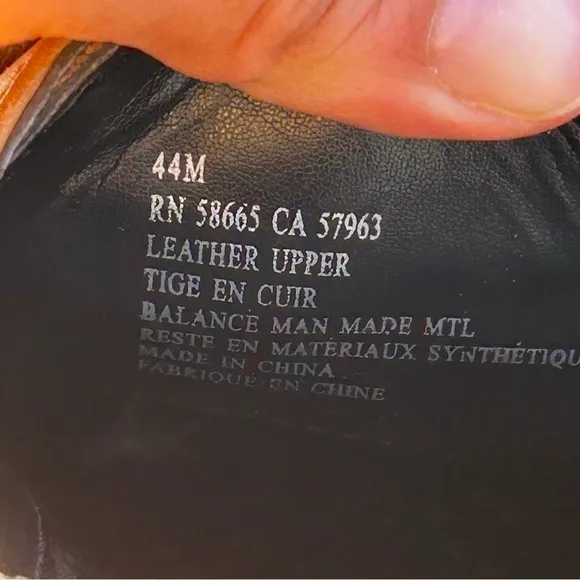 44M
RN 58665 CA 57963
LEATHER UPPER
TIGE EN CUIR
BALANCE MAN MADE MTL
RESTE EN MATÉRIAUX SYNTHÉTIQU
MADE IN CHINA
FABRIQUÉ EN CHINE